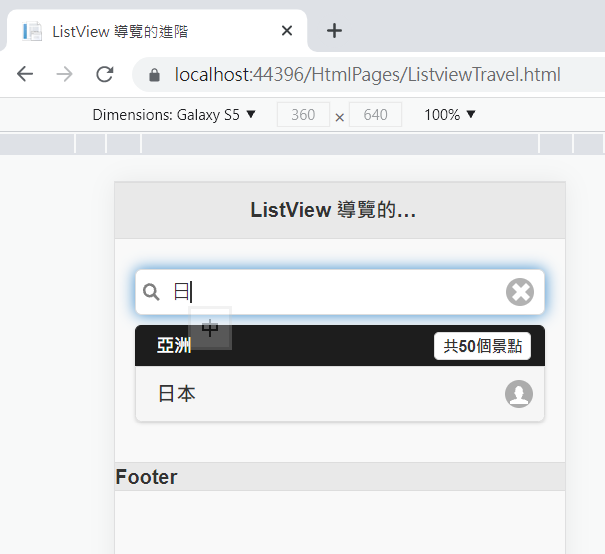 ListView 導覽的進階
localhost:44396/HtmlPages/ListviewTravel.html
Dimensions: Galaxy S5 ▼ 360 × 640 100% ▼
ListView 導覽的...
日
中
亞洲 共50個景點
日本
Footer